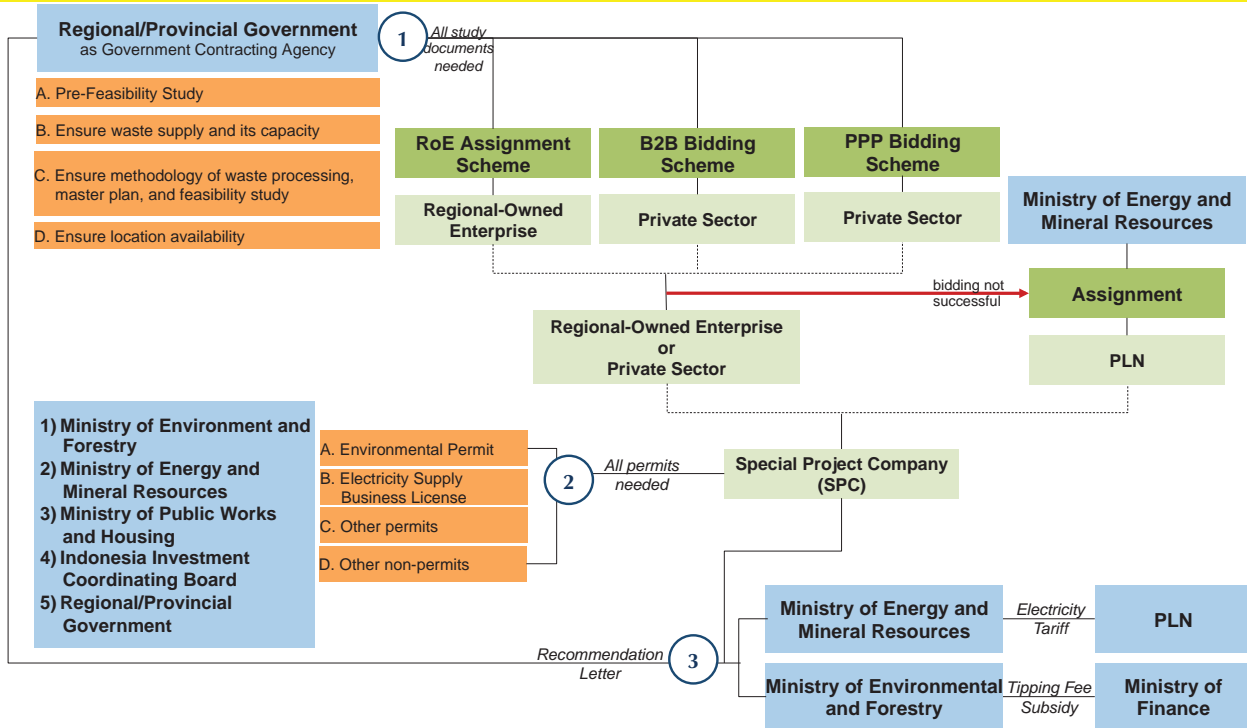 Regional/Provincial Government
as Government Contracting Agency
1
All study
documents
needed
A. Pre-Feasibility Study
B. Ensure waste supply and its capacity
C. Ensure methodology of waste processing,
master plan, and feasibility study
D. Ensure location availability
RoE Assignment
Scheme
B2B Bidding
Scheme
PPP Bidding
Scheme
Regional-Owned
Enterprise
Private Sector
Private Sector
Ministry of Energy and
Mineral Resources
bidding not
successful
Assignment
PLN
Regional-Owned Enterprise
or
Private Sector
1) Ministry of Environment and
Forestry
2) Ministry of Energy and
Mineral Resources
3) Ministry of Public Works
and Housing
4) Indonesia Investment
Coordinating Board
5) Regional/Provincial
Government
A. Environmental Permit
B. Electricity Supply
Business License
C. Other permits
D. Other non-permits
2
All permits
needed
Special Project Company
(SPC)
Recommendation
Letter
3
Ministry of Energy and
Mineral Resources
Electricity
Tariff
PLN
Ministry of Environmental
and Forestry
Tipping Fee
Subsidy
Ministry of
Finance